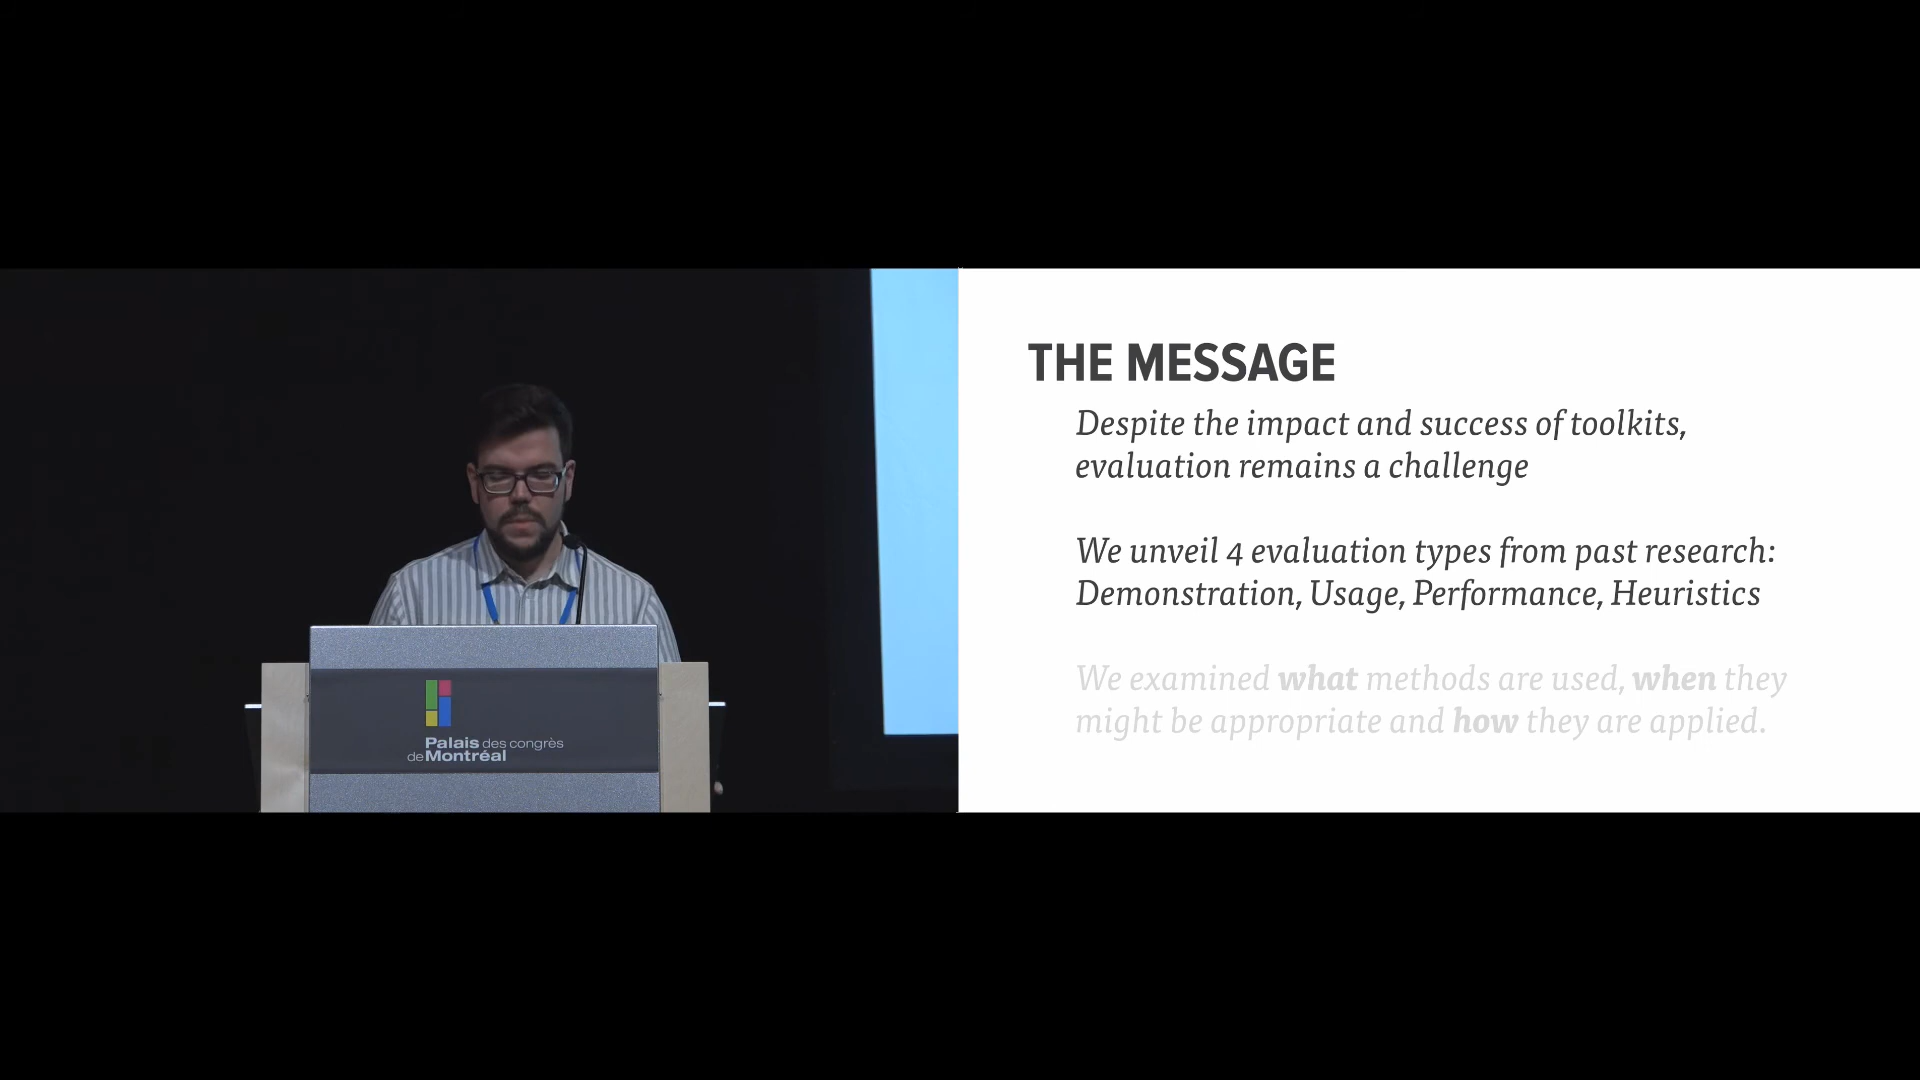 THE MESSAGE
Despite the impact and success of toolkits,
evaluation remains a challenge
We unveil 4 evaluation types from past research:
Demonstration, Usage, Performance, Heuristics
We examined what methods are used, when they
might be appropriate and how they are applied.
Palais des congrès
de Montréal